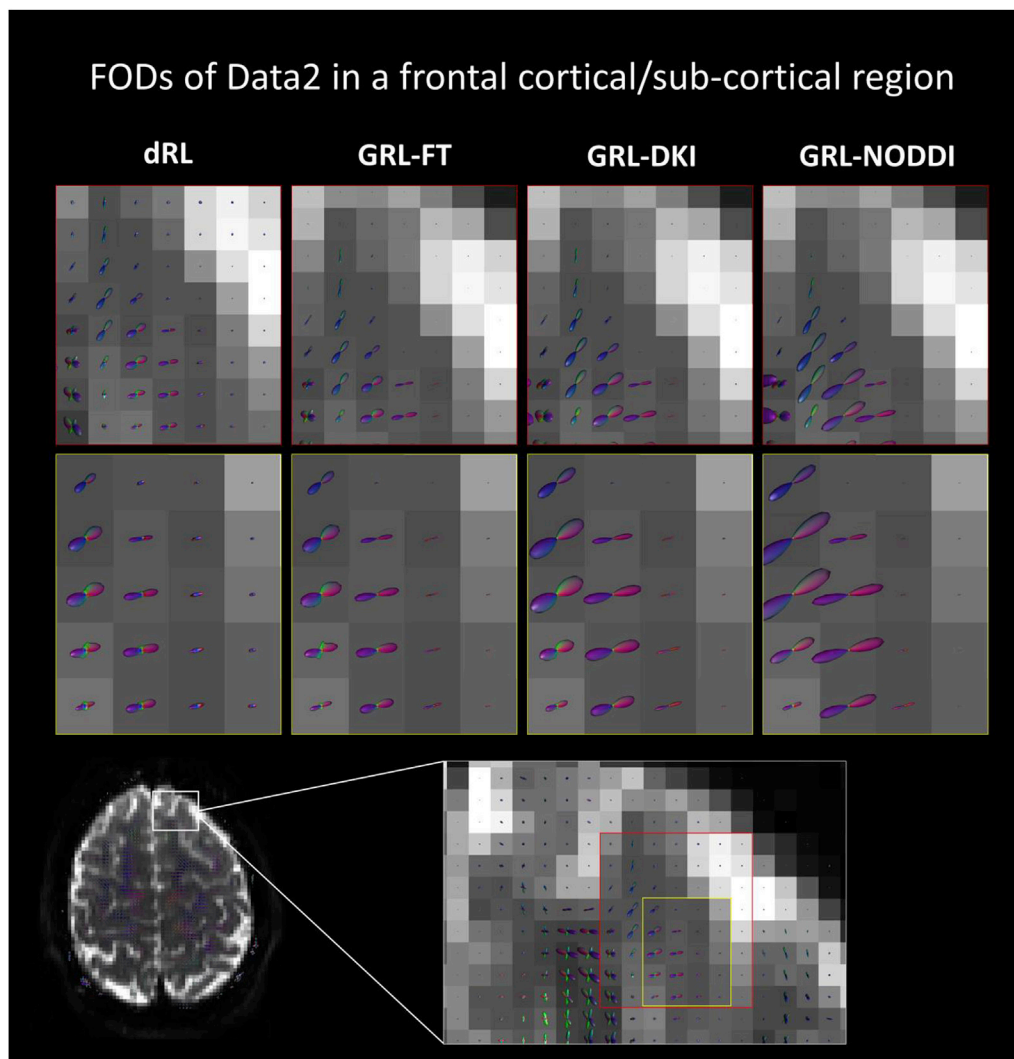 FODs of Data2 in a frontal cortical/sub-cortical region
dRL GRL-FT GRL-DKI GRL-NODDI